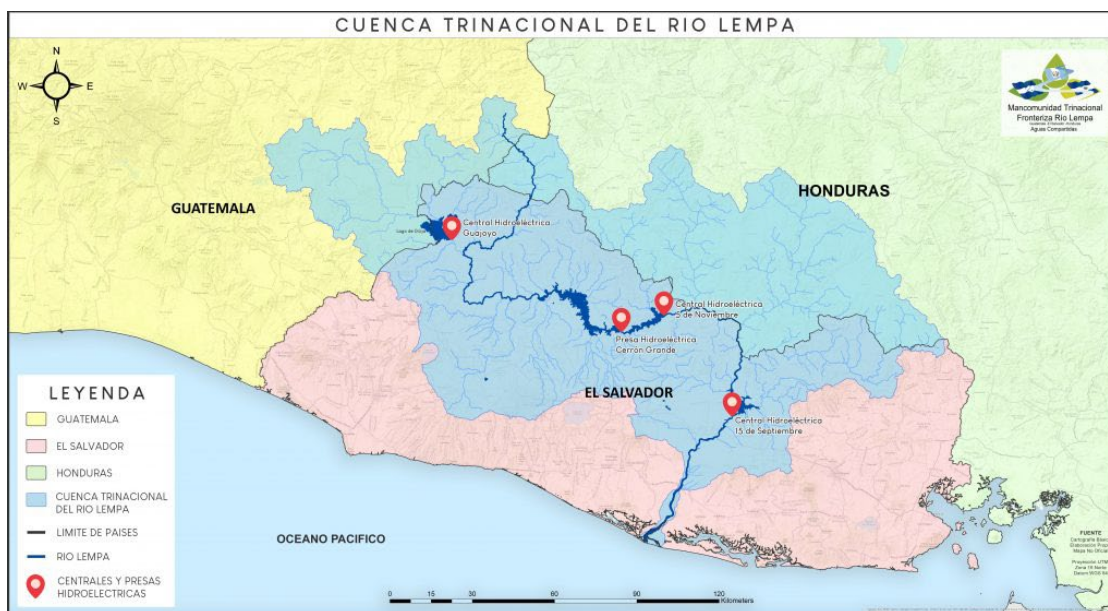 CUENCA TRINACIONAL DEL RIO LEMPA
N
W
E
S
Mancomunidad Trinacional
Fronteriza Río Lempa
Aguas Compartidas
GUATEMALA
HONDURAS
Central Hidroeléctrica
Guajoyo
Lago de
Central Hidroeléctrica
5 de Noviembre
Presa Hidroeléctrica
Cerrón Grande
EL SALVADOR
Central Hidroeléctrica
15 de Septiembre
LEYENDA
GUATEMALA
EL SALVADOR
HONDURAS
CUENCA TRINACIONAL
DEL RIO LEMPA
LIMITE DE PAISES
RIO LEMPA
CENTRALES Y PRESAS
HIDROELECTRICAS
OCEANO PACIFICO
0 15 30 60 90 120
Kilometers
FUENTE